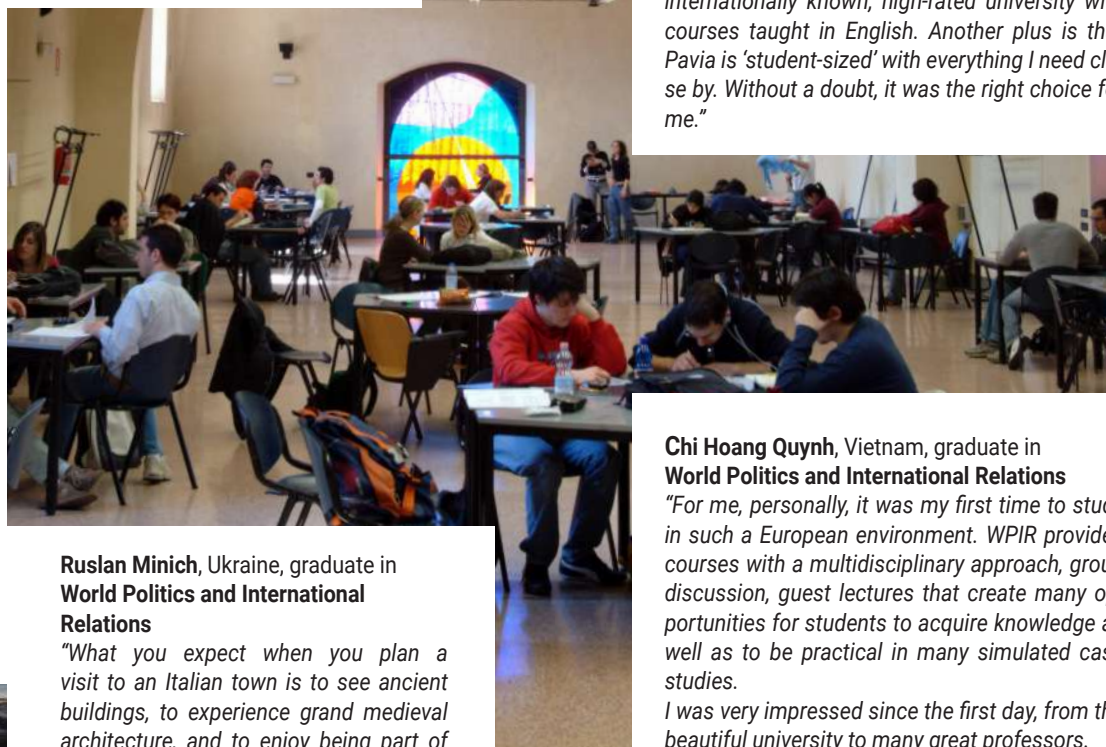 internationally known, high-rated university wi
courses taught in English. Another plus is th
Pavia is ‘student-sized’ with everything I need cl
se by. Without a doubt, it was the right choice f
me.”
Chi Hoang Quynh, Vietnam, graduate in
World Politics and International Relations
“For me, personally, it was my first time to stud
in such a European environment. WPIR provide
courses with a multidisciplinary approach, grou
discussion, guest lectures that create many o
portunities for students to acquire knowledge a
well as to be practical in many simulated cas
studies.
I was very impressed since the first day, from th
beautiful university to many great professors.
Ruslan Minich, Ukraine, graduate in
World Politics and International
Relations
“What you expect when you plan a
visit to an Italian town is to see ancient
buildings, to experience grand medieval
architecture, and to enjoy being part of